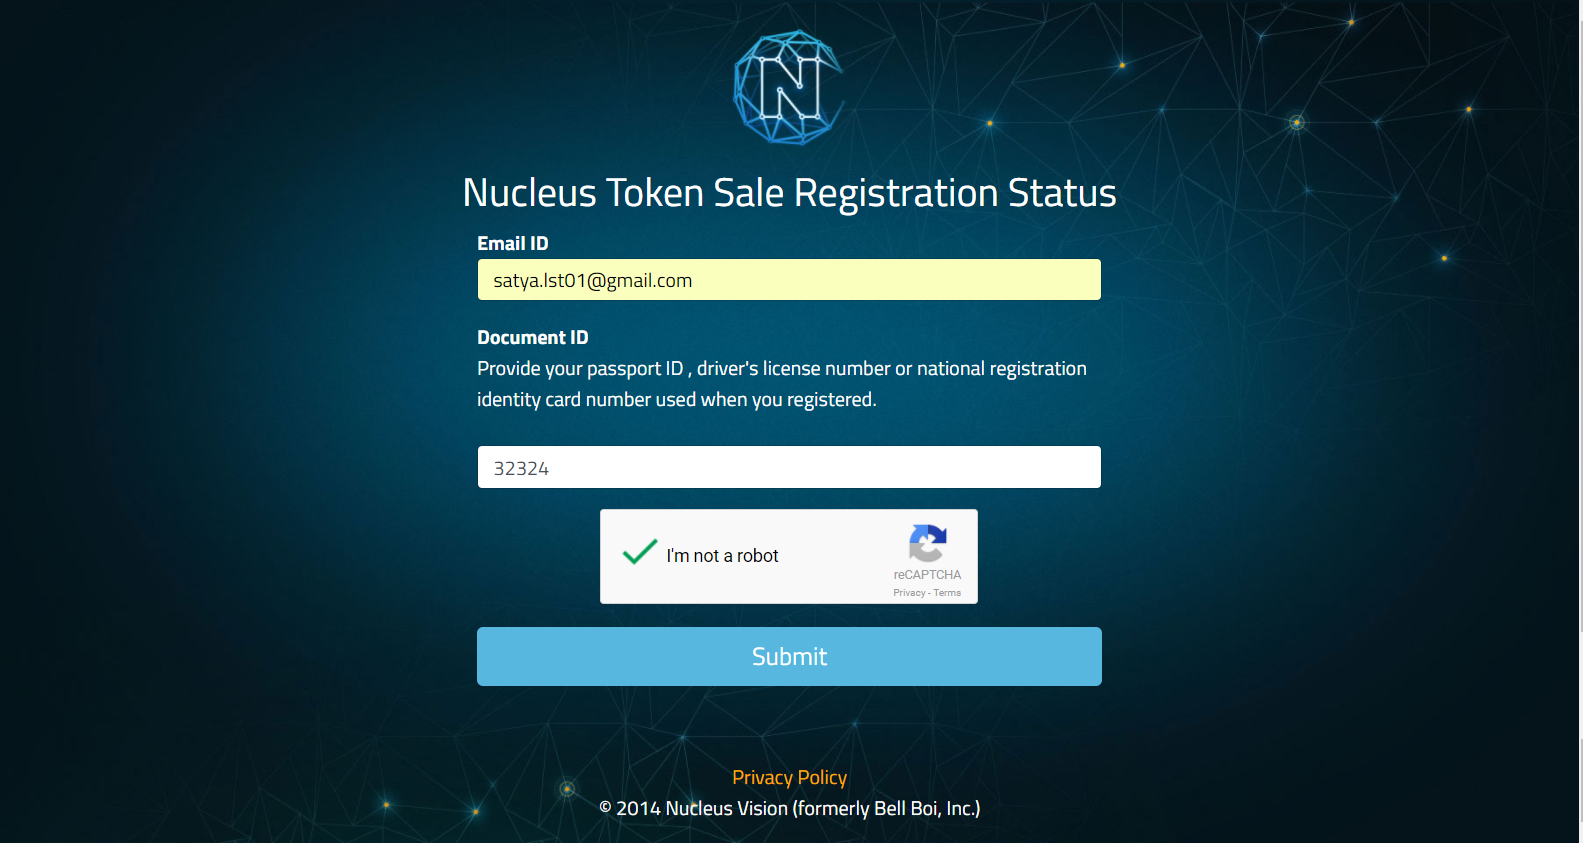 N
Nucleus Token Sale Registration Status
Email ID
satya.lst01@gmail.com
Document ID
Provide your passport ID , driver's license number or national registration
identity card number used when you registered.
32324
I'm not a robot
reCAPTCHA
Privacy - Terms
Submit
Privacy Policy
© 2014 Nucleus Vision (formerly Bell Boi, Inc.)